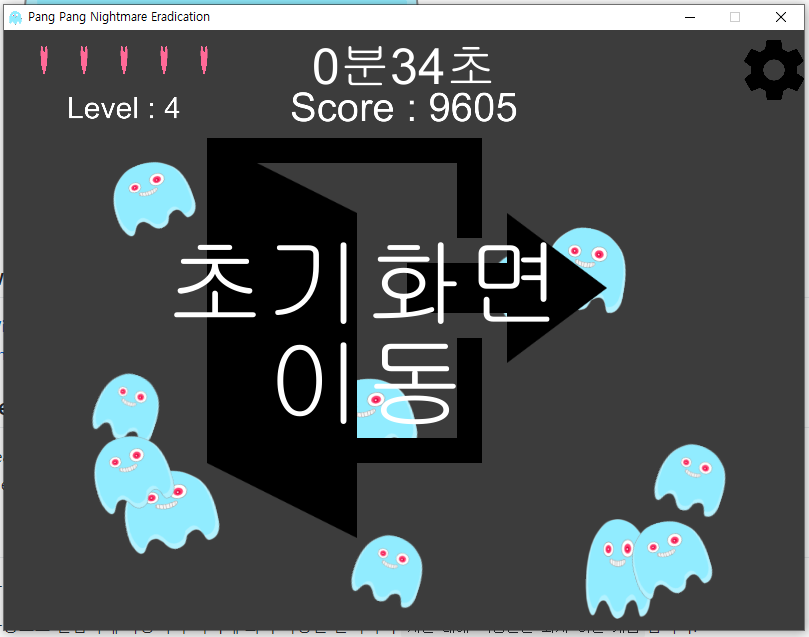 Pang Pang Nightmare Eradication
0분34초
Level : 4
Score : 9605
초기화면
이동